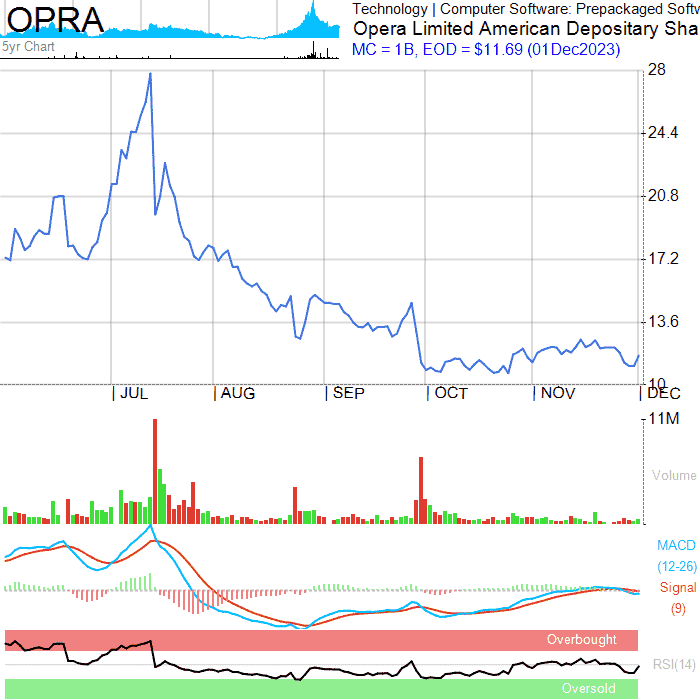 OPRA
5yr Chart
Technology | Computer Software: Prepackaged Softw
Opera Limited American Depositary Sha
MC = 1B, EOD = $11.69 (01Dec2023)
28
24.4
20.8
17.2
13.6
10
JUL
AUG
SEP
OCT
NOV
DEC
11M
Volume
MACD
(12-26)
Signal
(9)
Overbought
RSI(14)
Oversold